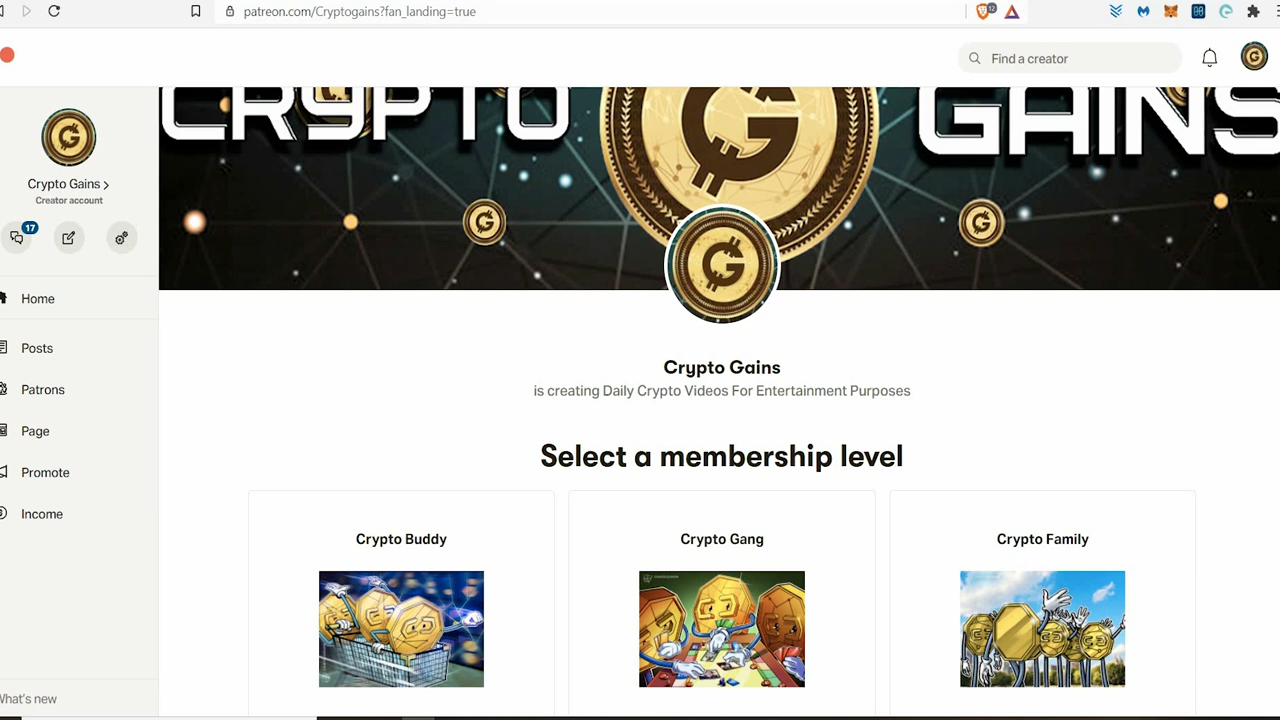 patreon.com/Cryptogains?fan_landing=true
12
Find a creator
CRYPTO GAINS
Crypto Gains
Creator account
17
Home
Posts
Patrons
Page
Promote
Income
What's new
Crypto Gains
is creating Daily Crypto Videos For Entertainment Purposes
Select a membership level
Crypto Buddy
Crypto Gang
Crypto Family